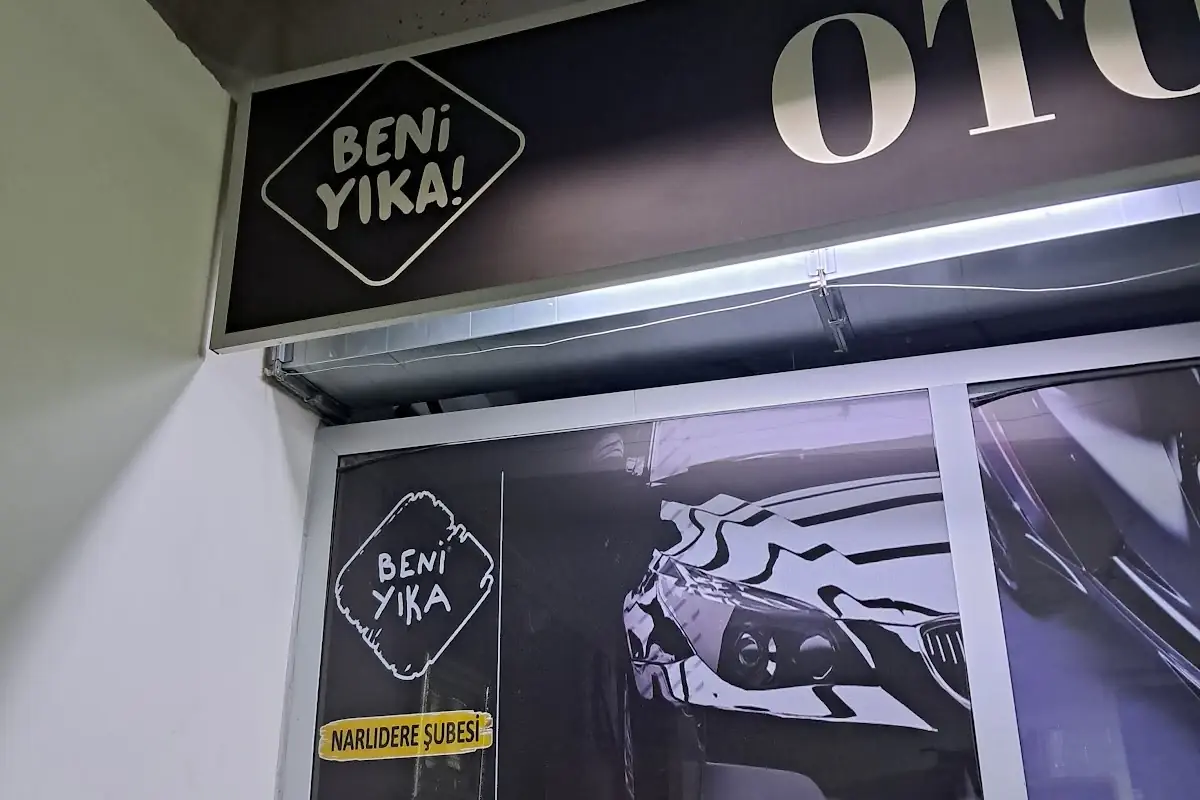 BENİ
YIKA!
OTO
BENİ
YIKA
NARLIDERE ŞUBESİ